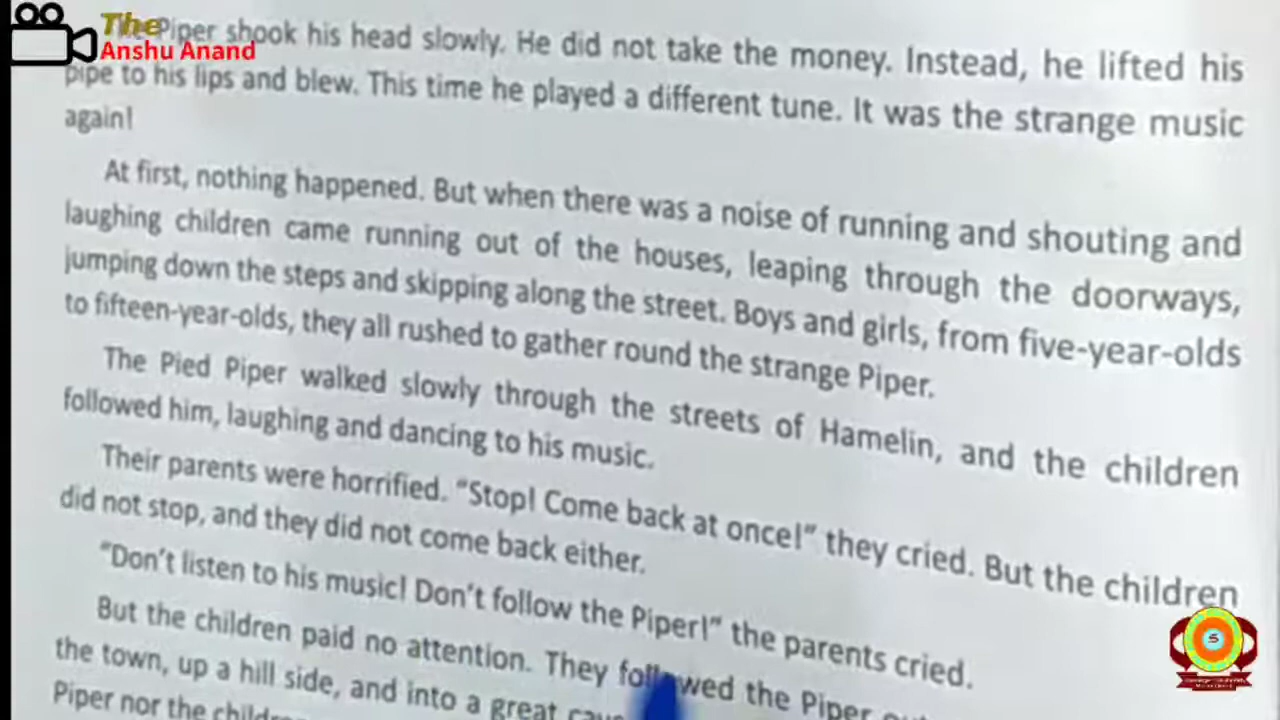 The
Anshu Anand
The Piper shook his head slowly. He did not take the money. Instead, he lifted his
pipe to his lips and blew. This time he played a different tune. It was the strange music
again!
At first, nothing happened. But when there was a noise of running and shouting and
laughing children came running out of the houses, leaping through the doorways,
jumping down the steps and skipping along the street. Boys and girls, from five-year-olds
to fifteen-year-olds, they all rushed to gather round the strange Piper.
The Pied Piper walked slowly through the streets of Hamelin, and the children
followed him, laughing and dancing to his music.
Their parents were horrified. "Stop! Come back at once!" they cried. But the children
did not stop, and they did not come back either.
"Don't listen to his music! Don't follow the Piper!" the parents cried.
But the children paid no attention. They followed the Piper
the town, up a hill side, and into a great
Piper nor the
S